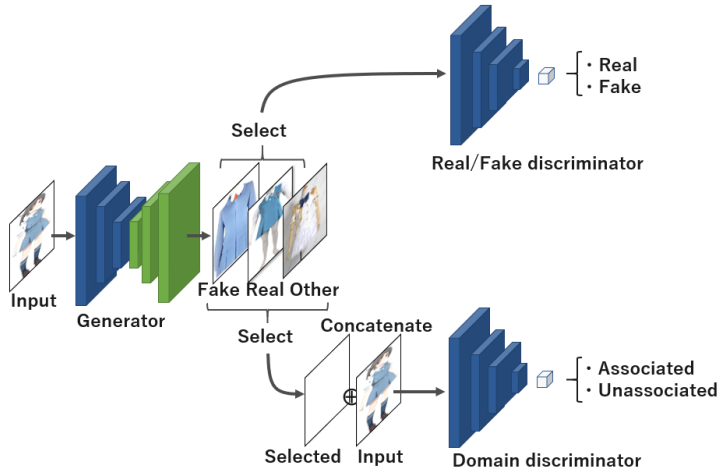 ・Real
・Fake
Select
Real/Fake discriminator
Input
Generator
Fake Real Other
Select
Concatenate
・Associated
・Unassociated
Selected
Input
Domain discriminator